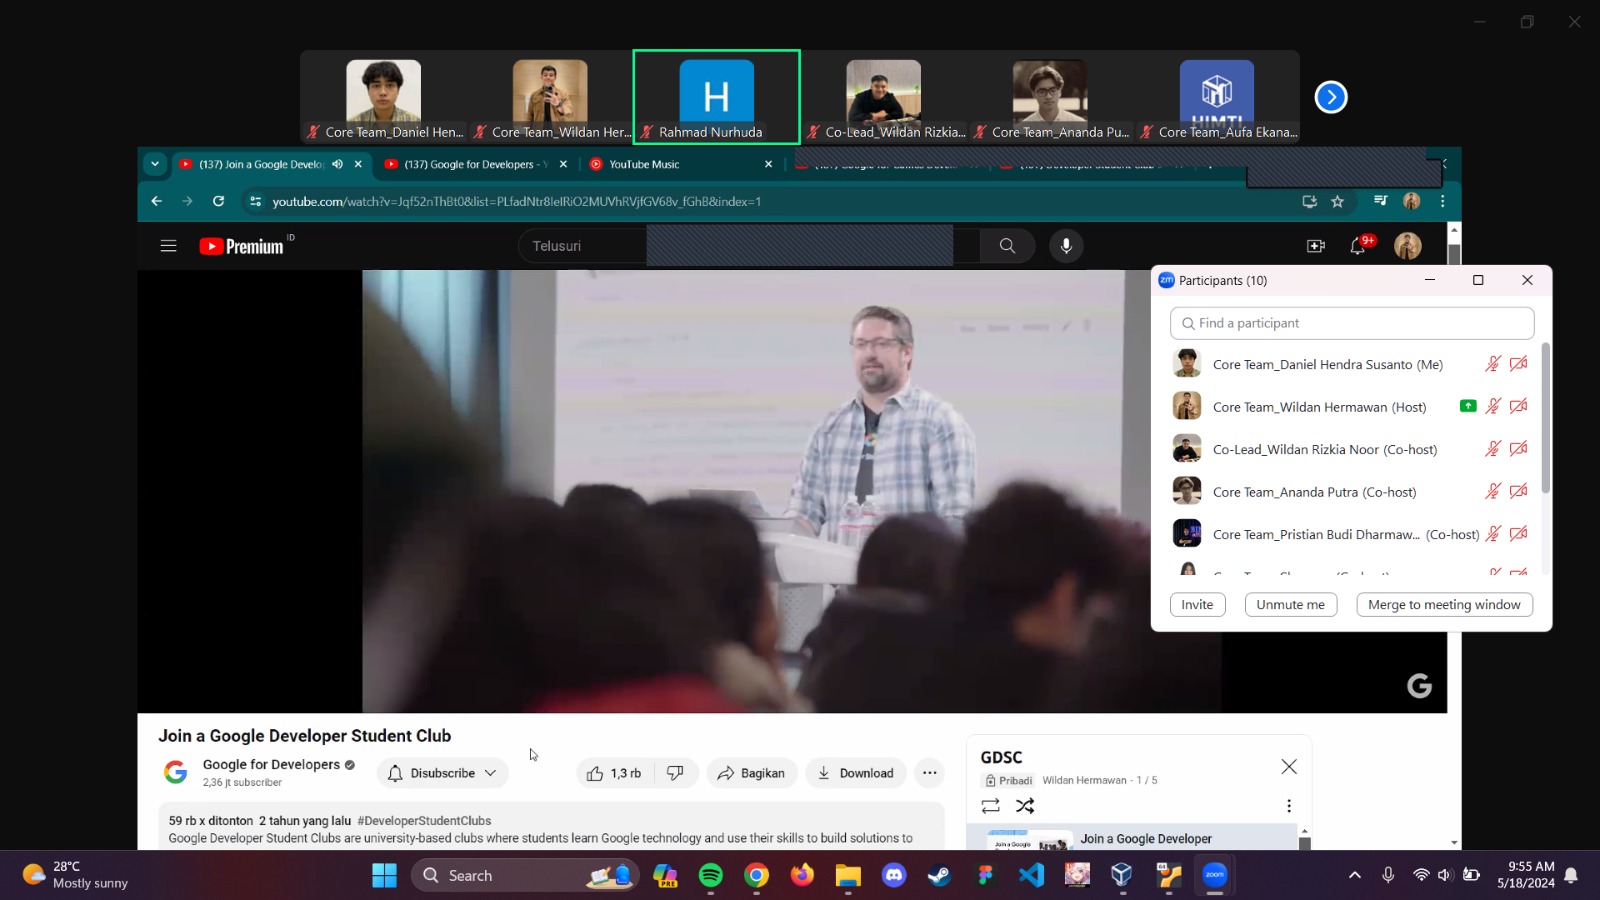 Core Team_Daniel Hen...
Core Team_Wildan Her...
H
Rahmad Nurhuda
Co-Lead_Wildan Rizkia...
Core Team_Ananda Pu...
HIMTI
Core Team_Aufa Ekana...
(137) Join a Google Develo
(137) Google for Developers - Y
YouTube Music
youtube.com/watch?v=Jqf52nThBt0&list=PLfadNtr8IelRiO2MUVhRVjfGV68v_fGhB&index=1
Premium ID
Telusuri
9+
zm Participants (10)
Find a participant
Core Team_Daniel Hendra Susanto (Me)
Core Team_Wildan Hermawan (Host)
Co-Lead_Wildan Rizkia Noor (Co-host)
Core Team_Ananda Putra (Co-host)
Core Team_Pristian Budi Dharmaw... (Co-host)
Invite
Unmute me
Merge to meeting window
G
Join a Google Developer Student Club
Google for Developers
2,36 jt subscriber
Disubscribe
1,3 rb
Bagikan
Download
59 rb x ditonton 2 tahun yang lalu #DeveloperStudentClubs
Google Developer Student Clubs are university-based clubs where students learn Google technology and use their skills to build solutions to
GDSC
Pribadi Wildan Hermawan - 1 / 5
Join a Google Developer
28°C
Mostly sunny
Search
PRE
zoom
9:55 AM
5/18/2024